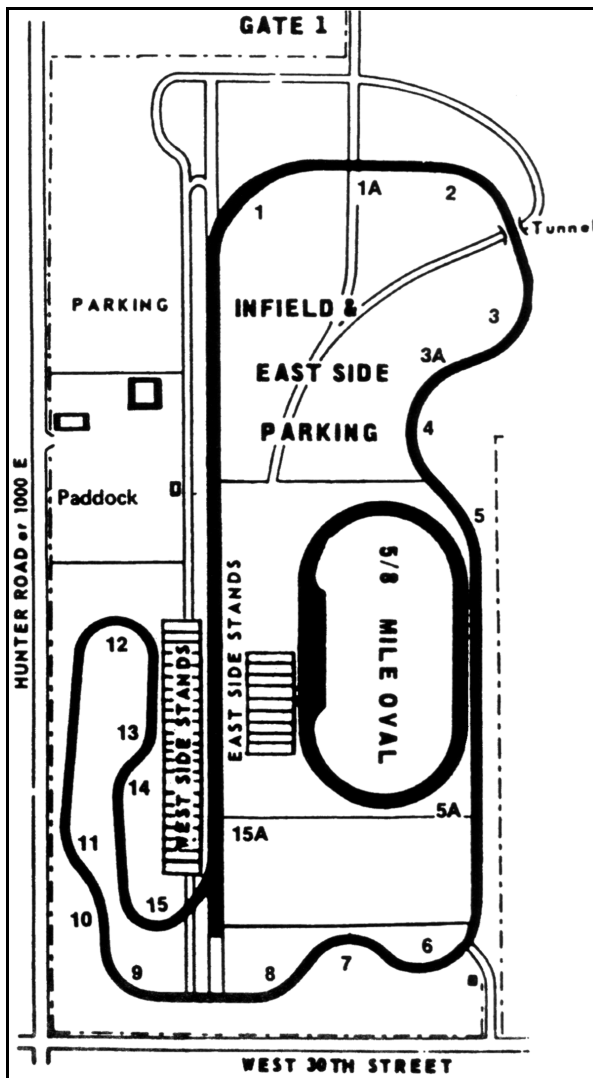 GATE 1
1
1A
2
Tunnel
PARKING
INFIELD &
3
3A
EAST SIDE
4
PARKING
Paddock
5
HUNTER ROAD or 1000 E
5/8 MILE OVAL
EAST SIDE STANDS
WEST SIDE STANDS
12
13
14
11
15A
5A
10
15
9
8
7
6
WEST 30TH STREET